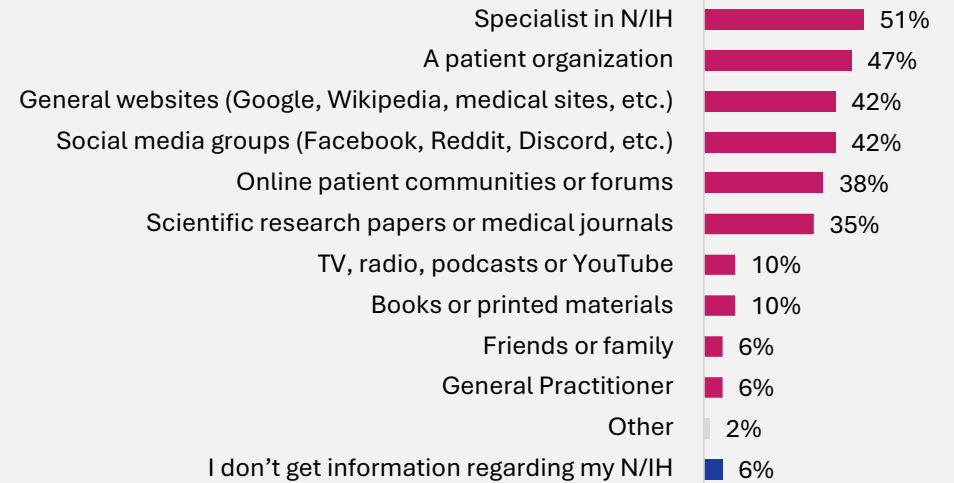 Specialist in N/IH 51%
A patient organization 47%
General websites (Google, Wikipedia, medical sites, etc.) 42%
Social media groups (Facebook, Reddit, Discord, etc.) 42%
Online patient communities or forums 38%
Scientific research papers or medical journals 35%
TV, radio, podcasts or YouTube 10%
Books or printed materials 10%
Friends or family 6%
General Practitioner 6%
Other 2%
I don’t get information regarding my N/IH 6%